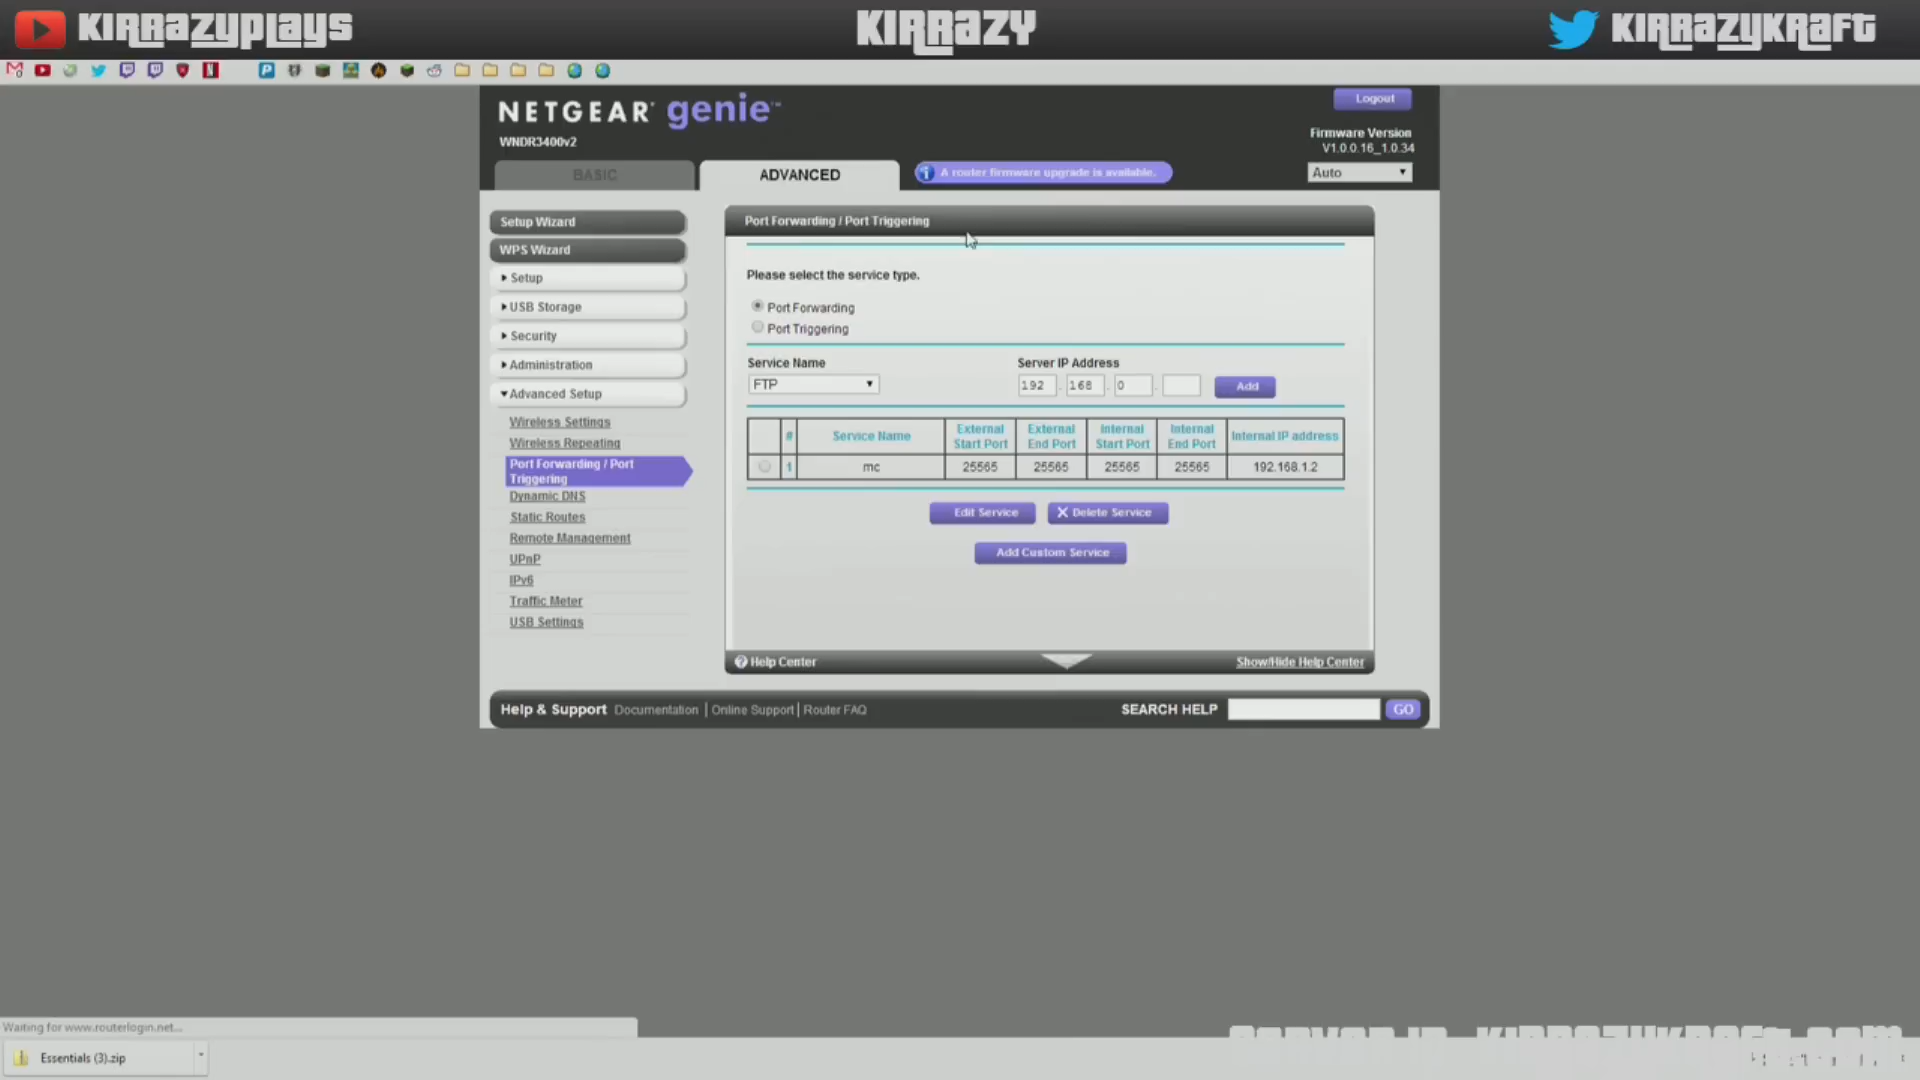 KIRRAZYPLAYS
KIRRAZY
KIRRAZYKRAFT
NETGEAR genie™
WNDR3400v2
Logout
Firmware Version
V1.0.0.16_1.0.34
BASIC
ADVANCED
A router firmware upgrade is available.
Auto
Setup Wizard
WPS Wizard
Setup
USB Storage
Security
Administration
Advanced Setup
Wireless Settings
Wireless Repeating
Port Forwarding / Port
Triggering
Dynamic DNS
Static Routes
Remote Management
UPnP
IPv6
Traffic Meter
USB Settings
Port Forwarding / Port Triggering
Please select the service type.
Port Forwarding
Port Triggering
Service Name
Server IP Address
FTP
192 . 168 . 0 .
Add
# Service Name External Start Port External End Port Internal Start Port Internal End Port Internal IP address
1 mc 25565 25565 25565 25565 192.168.1.2
Edit Service
Delete Service
Add Custom Service
Help Center
Show/Hide Help Center
Help & Support Documentation | Online Support | Router FAQ
SEARCH HELP
GO
Waiting for www.routerlogin.net...
Essentials (3).zip